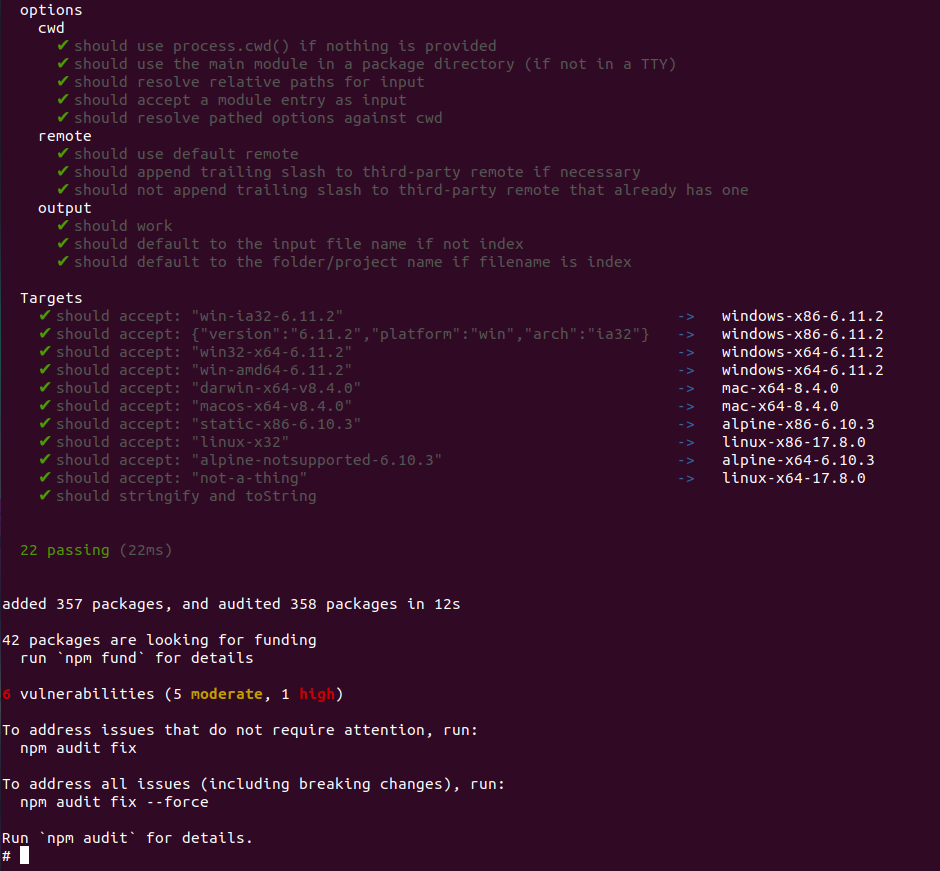 options
cwd
✔ should use process.cwd() if nothing is provided
✔ should use the main module in a package directory (if not in a TTY)
✔ should resolve relative paths for input
✔ should accept a module entry as input
✔ should resolve pathed options against cwd
remote
✔ should use default remote
✔ should append trailing slash to third-party remote if necessary
✔ should not append trailing slash to third-party remote that already has one
output
✔ should work
✔ should default to the input file name if not index
✔ should default to the folder/project name if filename is index
Targets
✔ should accept: "win-ia32-6.11.2" -> windows-x86-6.11.2
✔ should accept: {"version":"6.11.2","platform":"win","arch":"ia32"} -> windows-x86-6.11.2
✔ should accept: "win32-x64-6.11.2" -> windows-x64-6.11.2
✔ should accept: "win-amd64-6.11.2" -> windows-x64-6.11.2
✔ should accept: "darwin-x64-v8.4.0" -> mac-x64-8.4.0
✔ should accept: "macos-x64-v8.4.0" -> mac-x64-8.4.0
✔ should accept: "static-x86-6.10.3" -> alpine-x86-6.10.3
✔ should accept: "linux-x32" -> linux-x86-17.8.0
✔ should accept: "alpine-notsupported-6.10.3" -> alpine-x64-6.10.3
✔ should accept: "not-a-thing" -> linux-x64-17.8.0
✔ should stringify and toString
22 passing (22ms)
added 357 packages, and audited 358 packages in 12s
42 packages are looking for funding
run `npm fund` for details
6 vulnerabilities (5 moderate, 1 high)
To address issues that do not require attention, run:
npm audit fix
To address all issues (including breaking changes), run:
npm audit fix --force
Run `npm audit` for details.
#